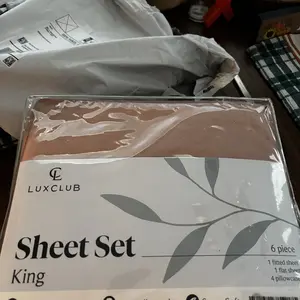 LUXCLUB
Sheet Set
King
6 piece
1 fitted sheet
1 flat sheet
4 pillowcases